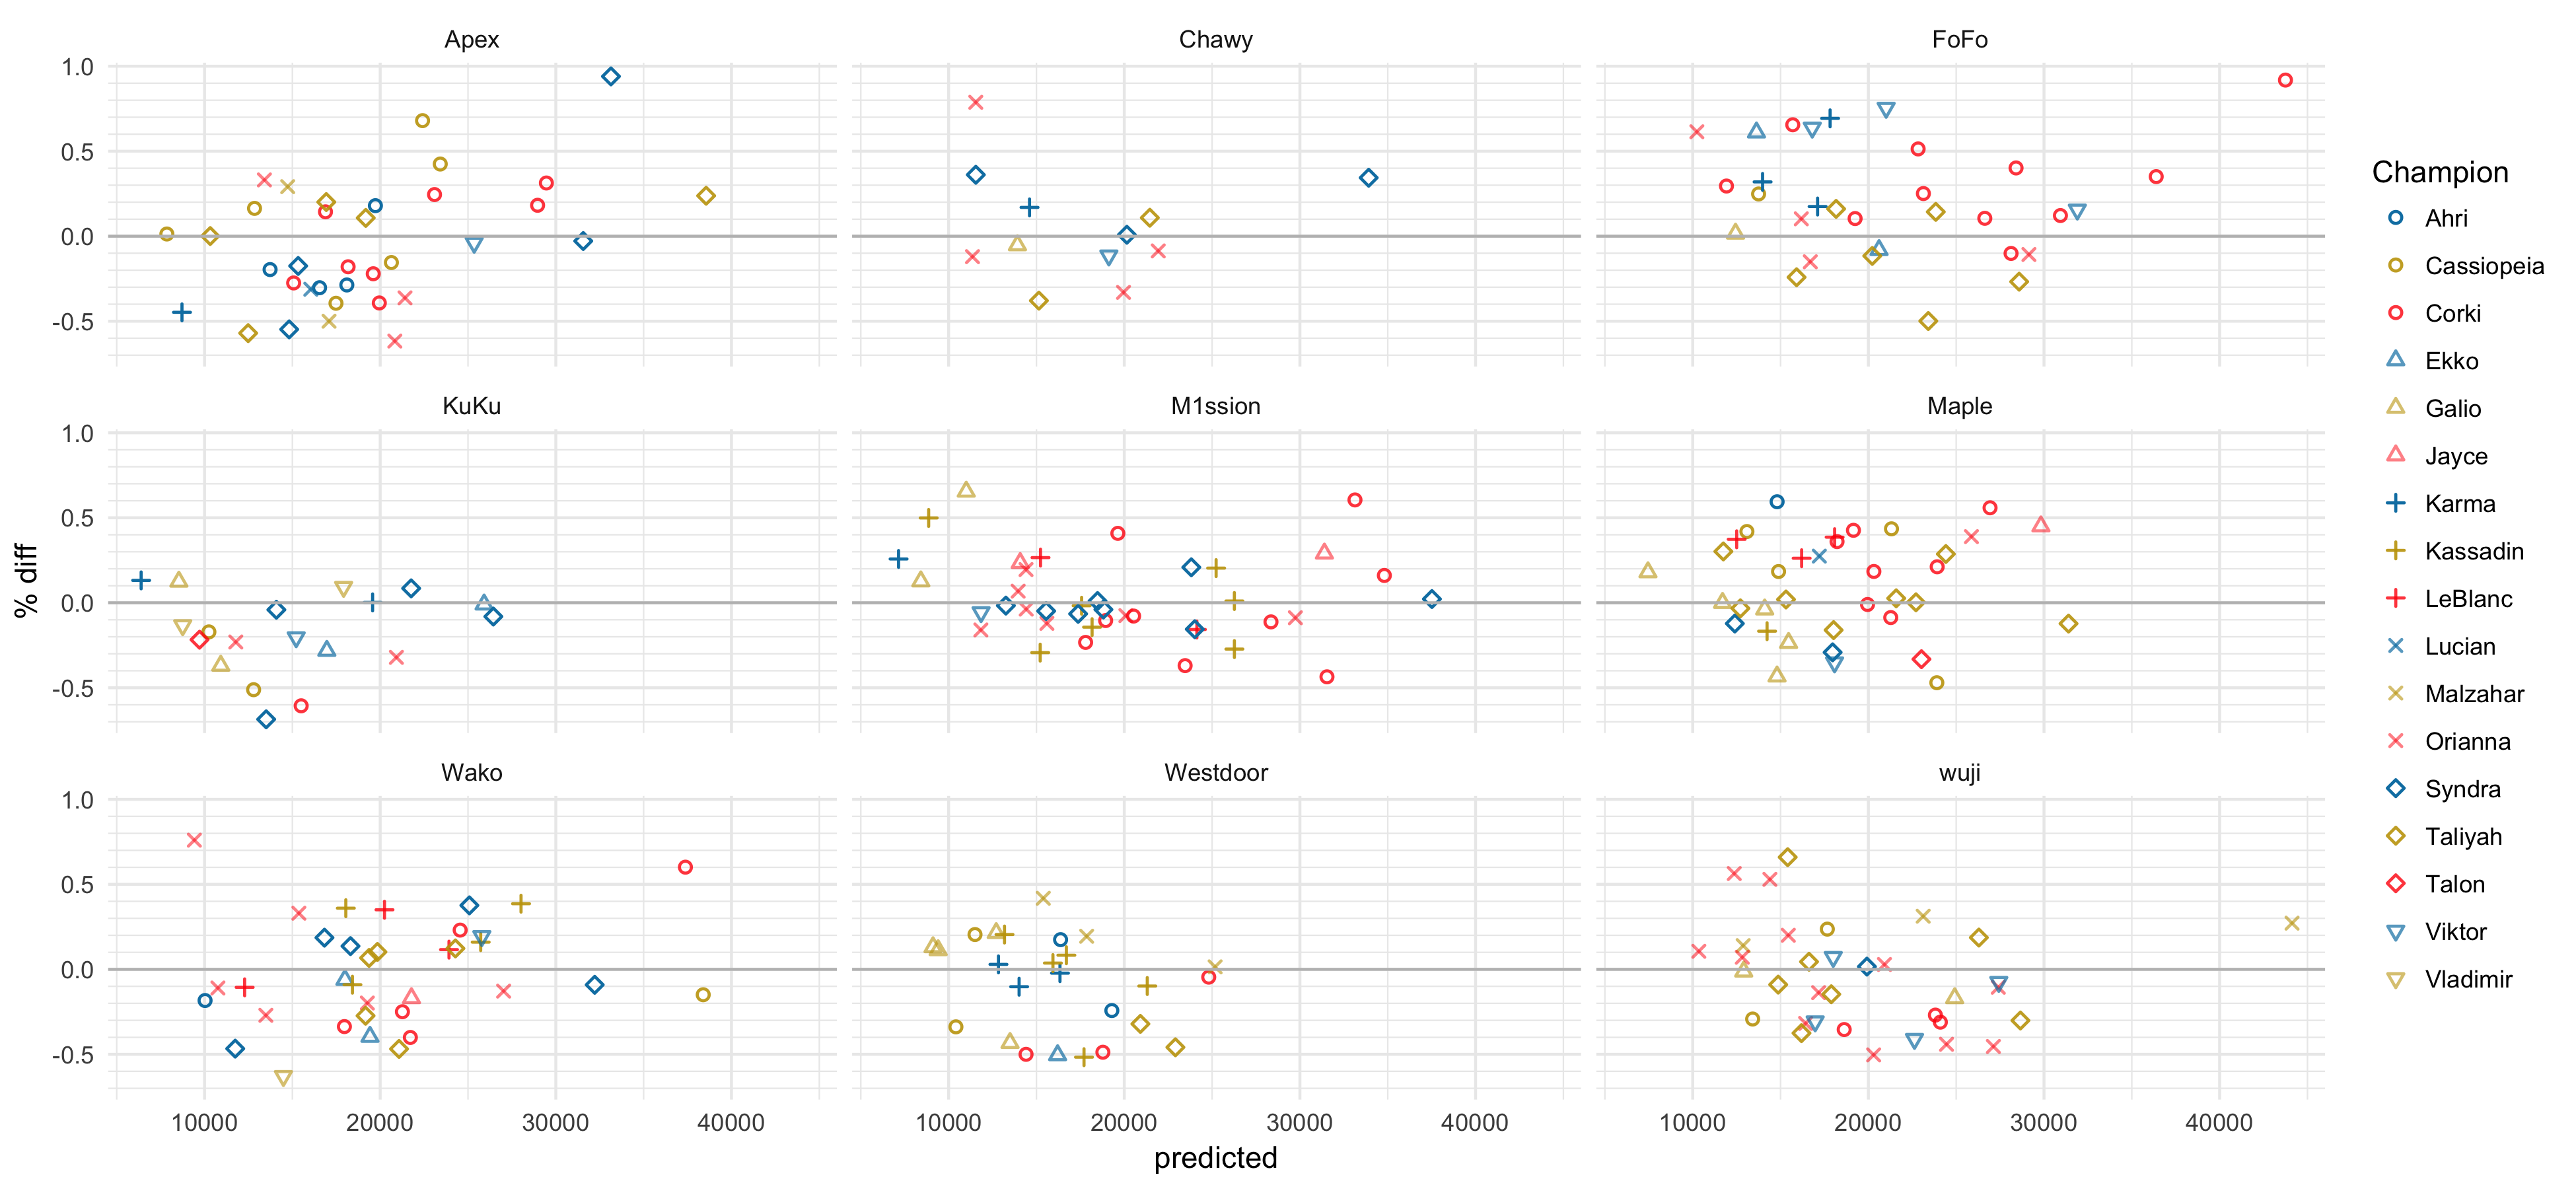 Apex Chawy FoFo
1.0
0.5
0.0
-0.5
KuKu M1ssion Maple
1.0
0.5
0.0
-0.5
Wako Westdoor wuji
1.0
0.5
0.0
-0.5
10000 20000 30000 40000 10000 20000 30000 40000 10000 20000 30000 40000
predicted
% diff
Champion
Ahri
Cassiopeia
Corki
Ekko
Galio
Jayce
Karma
Kassadin
LeBlanc
Lucian
Malzahar
Orianna
Syndra
Taliyah
Talon
Viktor
Vladimir